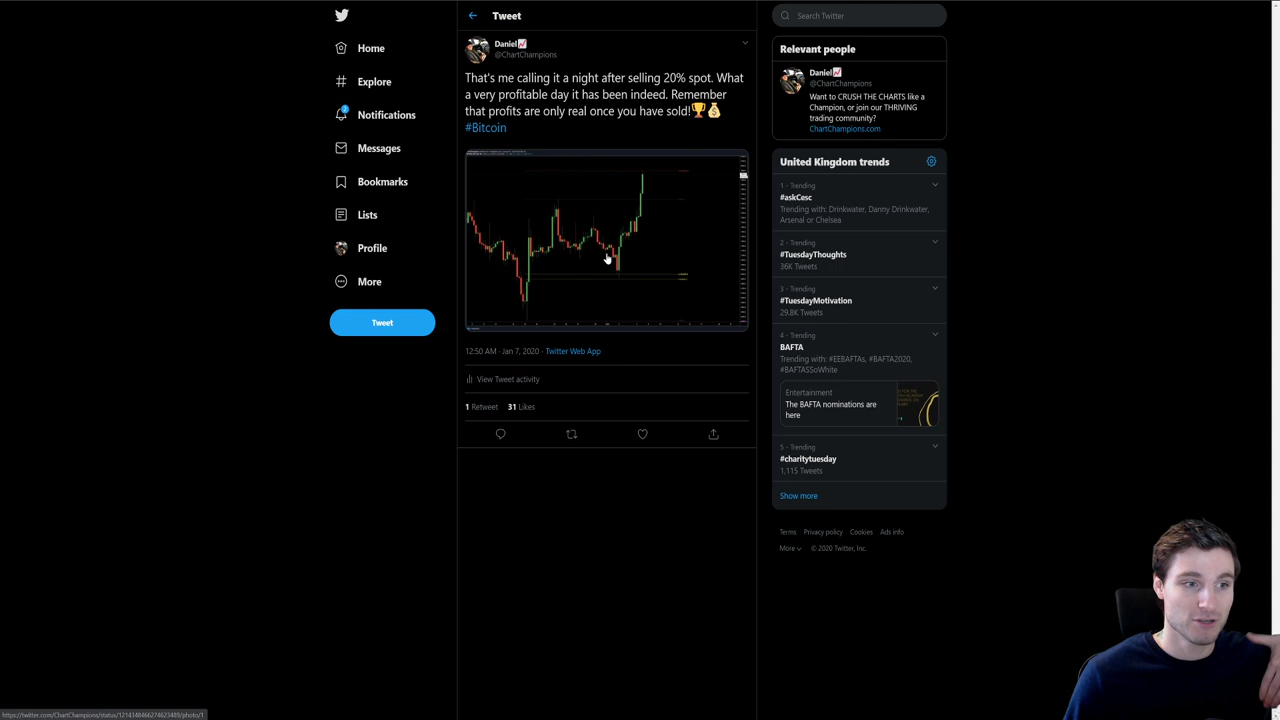 Tweet
Search Twitter
Home
Explore
2
Notifications
Messages
Bookmarks
Lists
Profile
More
Tweet
Daniel📈
@ChartChampions
That's me calling it a night after selling 20% spot. What
a very profitable day it has been indeed. Remember
that profits are only real once you have sold!🏆💰
#Bitcoin
12:50 AM · Jan 7, 2020 · Twitter Web App
View Tweet activity
1 Retweet 31 Likes
Relevant people
Daniel📈
@ChartChampions
Want to CRUSH THE CHARTS like a
Champion, or join our THRIVING
trading community?
ChartChampions.com
United Kingdom trends
1 · Trending
#askCesc
Trending with: Drinkwater, Danny Drinkwater,
Arsenal or Chelsea
2 · Trending
#TuesdayThoughts
36K Tweets
3 · Trending
#TuesdayMotivation
29.8K Tweets
4 · Trending
BAFTA
Trending with: #EEBAFTAs, #BAFTA2020,
#BAFTASSoWhite
Entertainment
The BAFTA nominations are
here
5 · Trending
#charitytuesday
1,115 Tweets
Show more
Terms Privacy policy Cookies Ads info
More © 2020 Twitter, Inc.